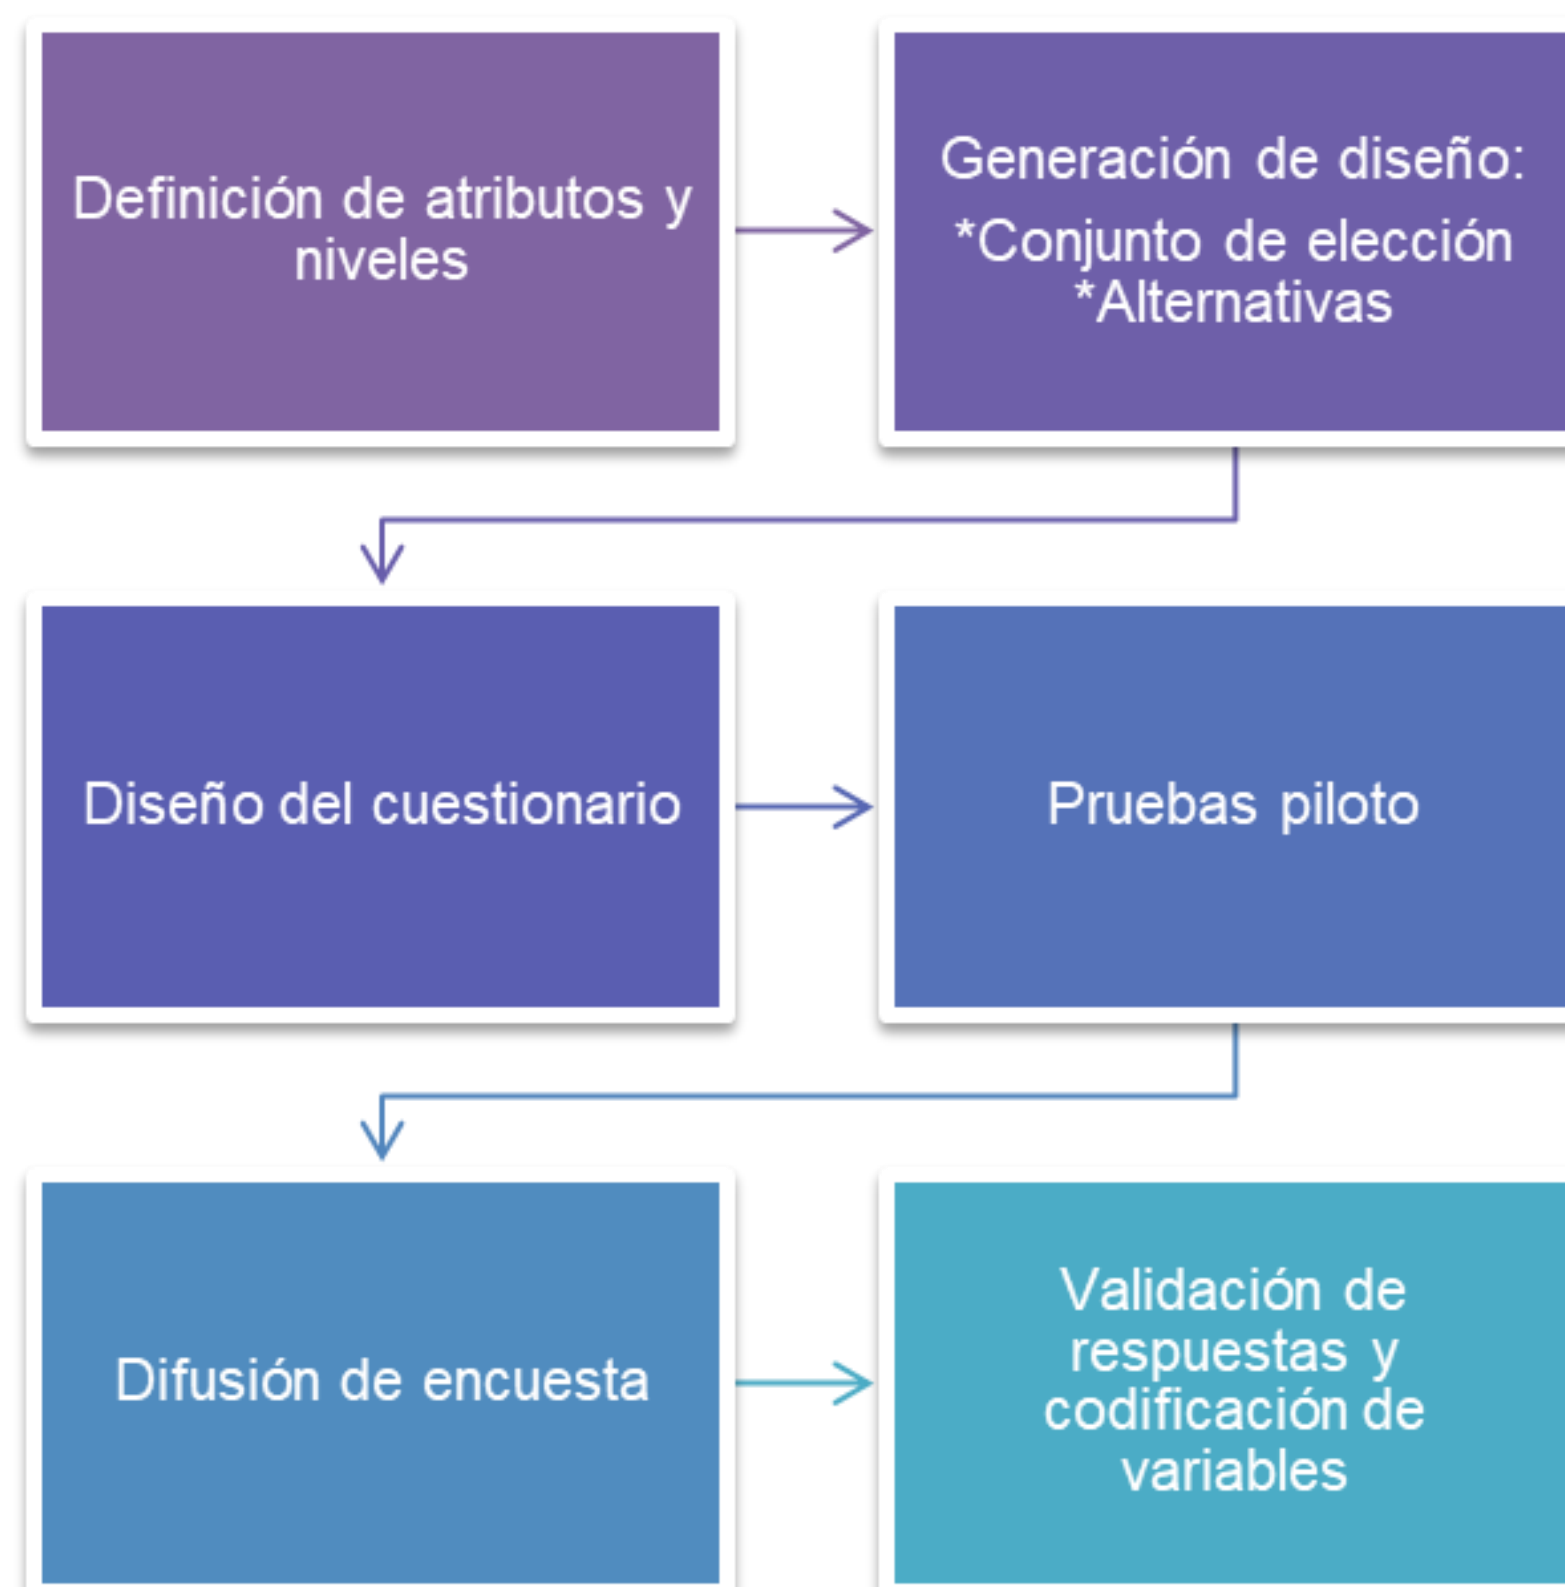 Definición de atributos y
niveles
Generación de diseño:
*Conjunto de elección
*Alternativas
Diseño del cuestionario
Pruebas piloto
Difusión de encuesta
Validación de
respuestas y
codificación de
variables